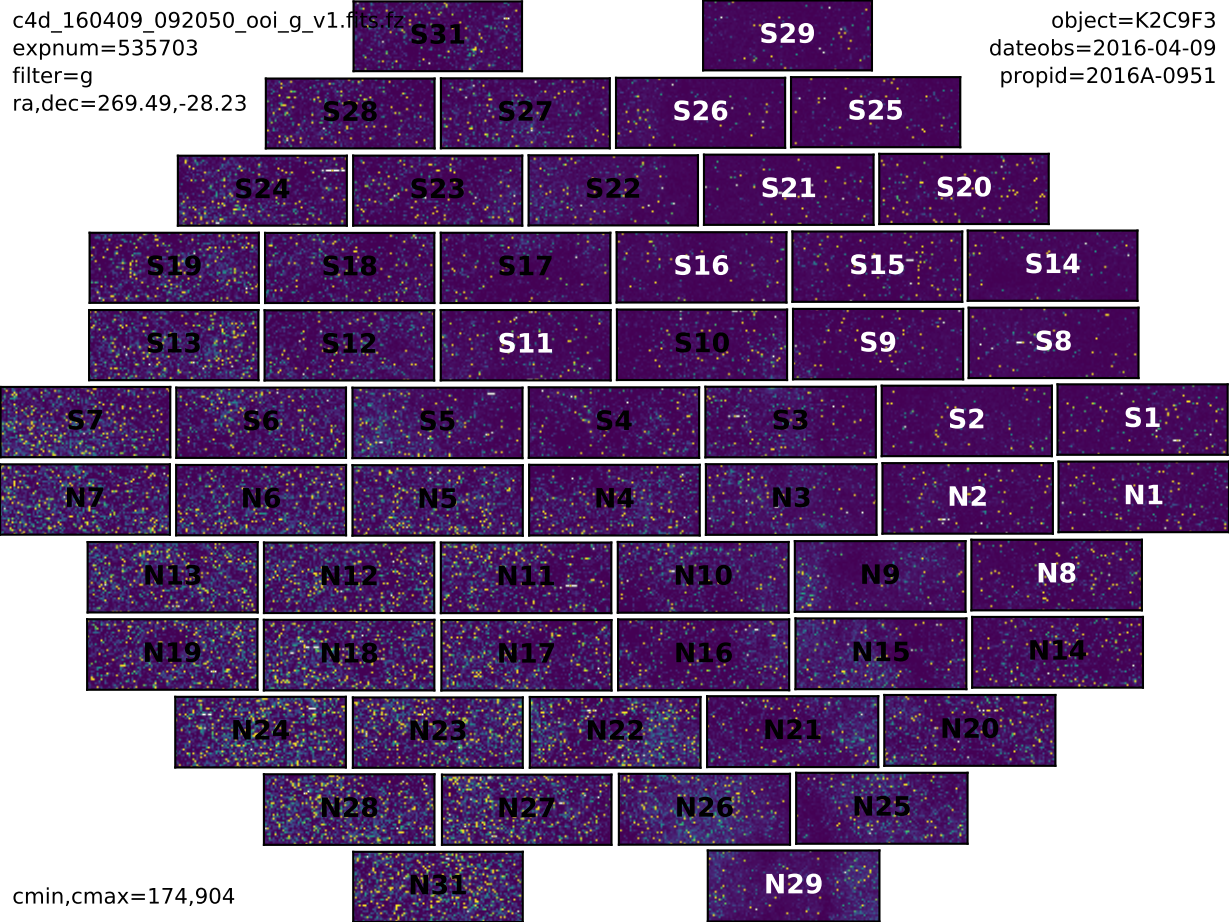 c4d_160409_092050_ooi_g_v1.fits.fz
expnum=535703
filter=g
ra,dec=269.49,-28.23
object=K2C9F3
dateobs=2016-04-09
propid=2016A-0951
S31 S29
S28 S27 S26 S25
S24 S23 S22 S21 S20
S19 S18 S17 S16 S15 S14
S13 S12 S11 S10 S9 S8
S7 S6 S5 S4 S3 S2 S1
N7 N6 N5 N4 N3 N2 N1
N13 N12 N11 N10 N9 N8
N19 N18 N17 N16 N15 N14
N24 N23 N22 N21 N20
N28 N27 N26 N25
N31 N29
cmin,cmax=174,904